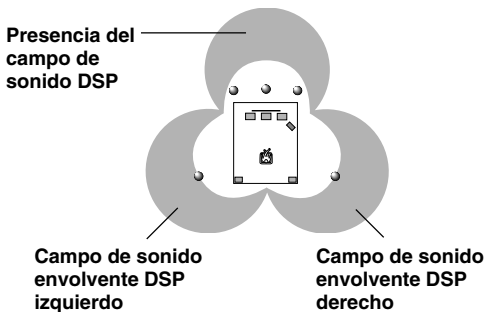 Presencia del
campo de
sonido DSP
Campo de sonido
envolvente DSP
izquierdo
Campo de sonido
envolvente DSP
derecho